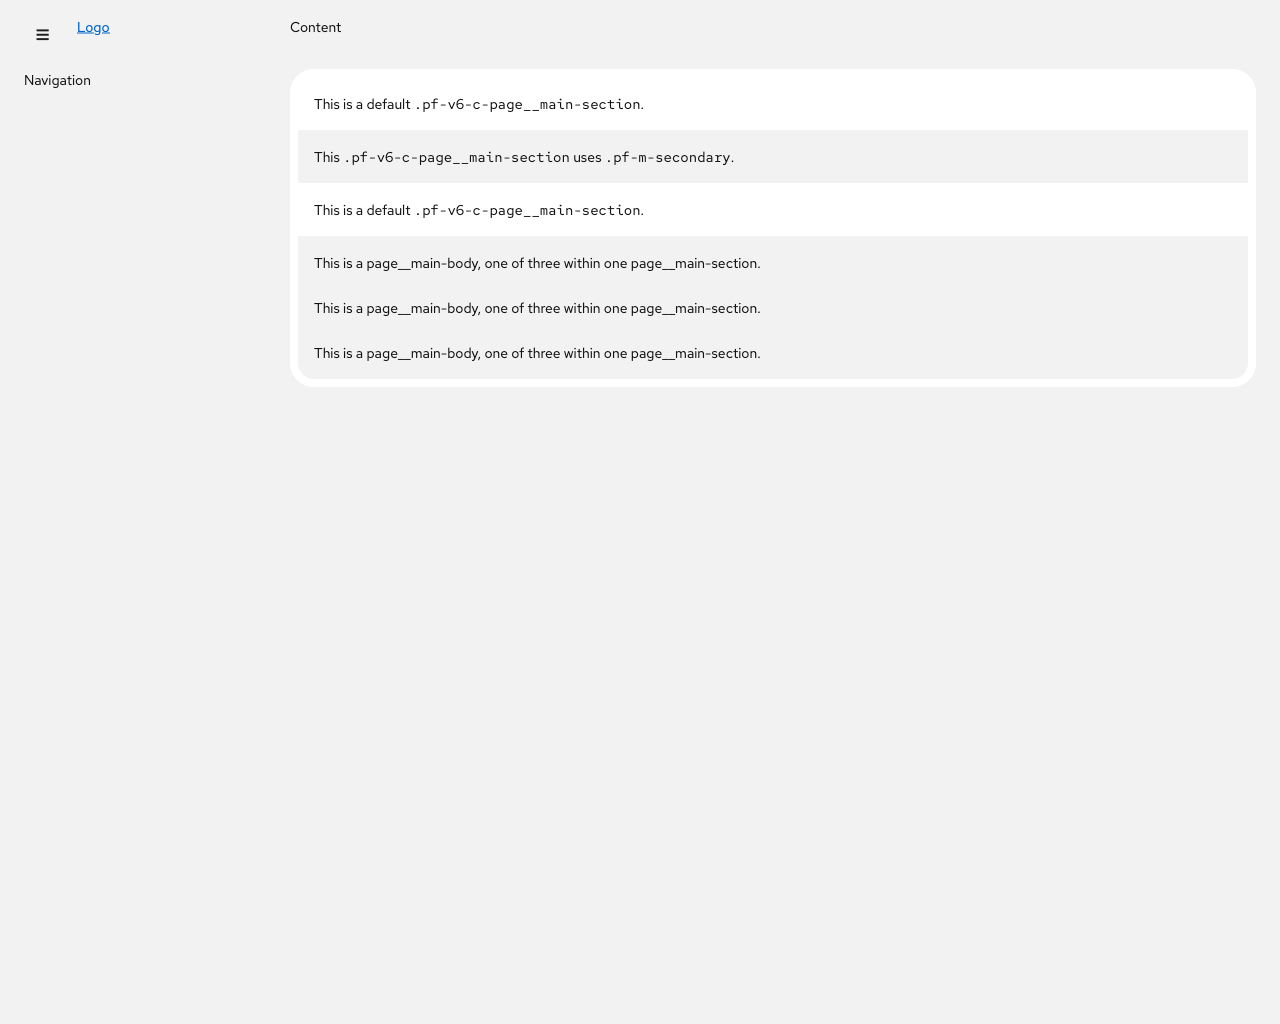 Logo
Content
Navigation
This is a default .pf-v6-c-page__main-section.
This .pf-v6-c-page__main-section uses .pf-m-secondary.
This is a default .pf-v6-c-page__main-section.
This is a page__main-body, one of three within one page__main-section.
This is a page__main-body, one of three within one page__main-section.
This is a page__main-body, one of three within one page__main-section.